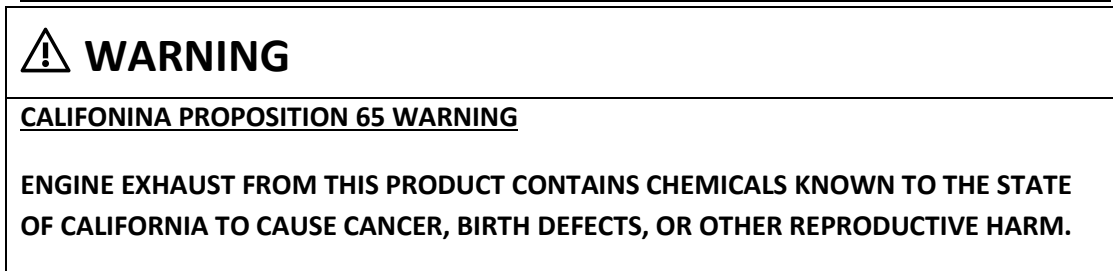 ⚠ WARNING
CALIFONINA PROPOSITION 65 WARNING
ENGINE EXHAUST FROM THIS PRODUCT CONTAINS CHEMICALS KNOWN TO THE STATE
OF CALIFORNIA TO CAUSE CANCER, BIRTH DEFECTS, OR OTHER REPRODUCTIVE HARM.